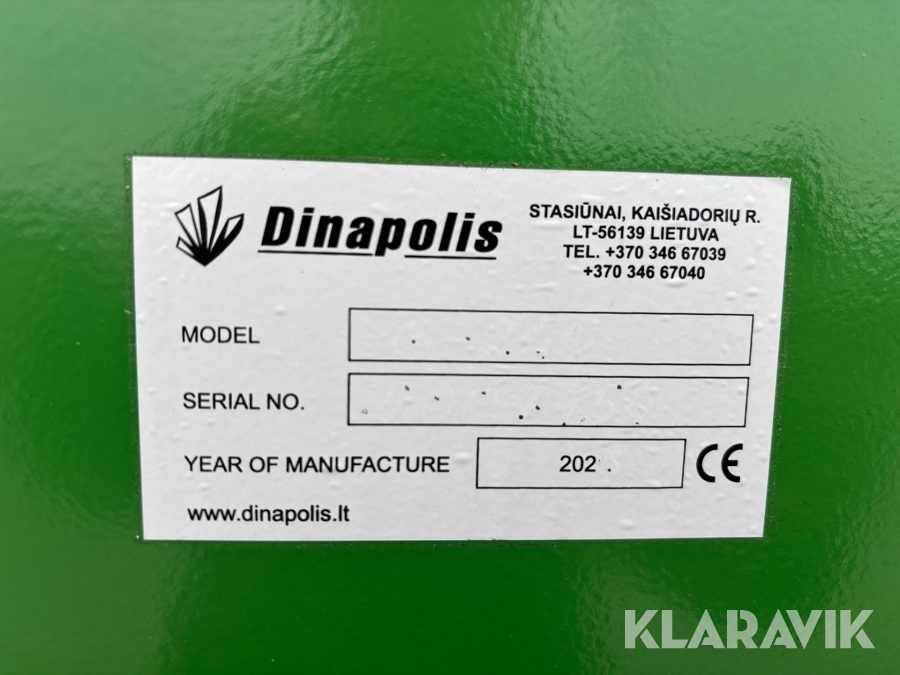 Dinapolis
STASIŪNAI, KAIŠIADORIŲ R.
LT-56139 LIETUVA
TEL. +370 346 67039
+370 346 67040
MODEL
SERIAL NO.
YEAR OF MANUFACTURE 202
CE
www.dinapolis.lt
KLARAVIK